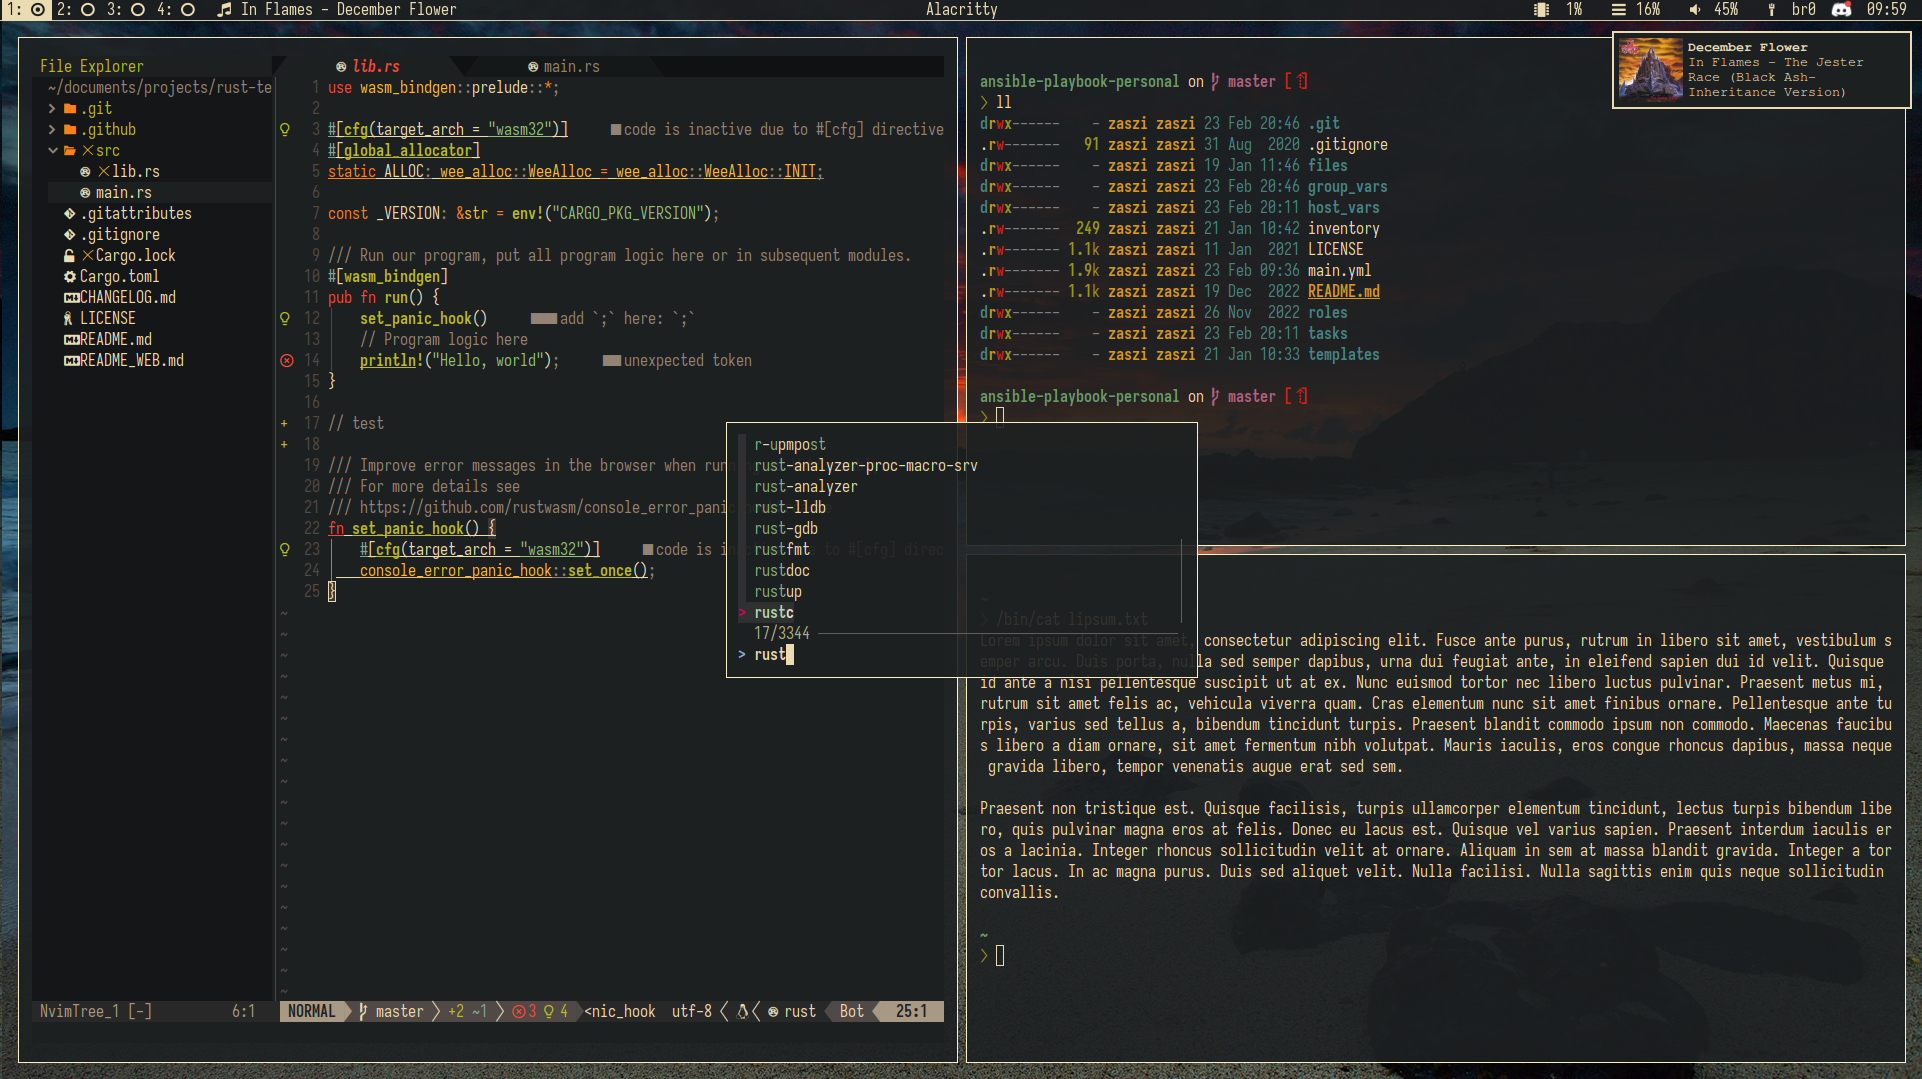 1: 2: 3: 4: In Flames - December Flower
Alacritty
1% 16% 45% br0 09:59
December Flower
In Flames - The Jester
Race (Black Ash-
Inheritance Version)
File Explorer
~/documents/projects/rust-te
.git
.github
src
lib.rs
main.rs
.gitattributes
.gitignore
Cargo.lock
Cargo.toml
CHANGELOG.md
LICENSE
README.md
README_WEB.md
NvimTree_1 [-] 6:1
lib.rs main.rs
1 use wasm_bindgen::prelude::*;
2
3 #[cfg(target_arch = "wasm32")] code is inactive due to #[cfg] directive
4 #[global_allocator]
5 static ALLOC: wee_alloc::WeeAlloc = wee_alloc::WeeAlloc::INIT;
6
7 const _VERSION: &str = env!("CARGO_PKG_VERSION");
8
9 /// Run our program, put all program logic here or in subsequent modules.
10 #[wasm_bindgen]
11 pub fn run() {
12 set_panic_hook() add `;` here: `;`
13 // Program logic here
14 println!("Hello, world"); unexpected token
15 }
16
17 // test
18
19 /// Improve error messages in the browser when run
20 /// For more details see
21 /// https://github.com/rustwasm/console_error_pani
22 fn set_panic_hook() {
23 #[cfg(target_arch = "wasm32")] code is inactive due to #[cfg] direc
24 console_error_panic_hook::set_once();
25 }
NORMAL master +2 ~1 3 4 <nic_hook utf-8 rust Bot 25:1
r-upmpost
rust-analyzer-proc-macro-srv
rust-analyzer
rust-lldb
rust-gdb
rustfmt
rustdoc
rustup
> rustc
17/3344
> rust
ansible-playbook-personal on master [⇡]
> ll
drwx------ - zaszi zaszi 23 Feb 20:46 .git
.rw------- 91 zaszi zaszi 31 Aug 2020 .gitignore
drwx------ - zaszi zaszi 19 Jan 11:46 files
drwx------ - zaszi zaszi 23 Feb 20:46 group_vars
drwx------ - zaszi zaszi 23 Feb 20:11 host_vars
.rw------- 249 zaszi zaszi 21 Jan 10:42 inventory
.rw------- 1.1k zaszi zaszi 11 Jan 2021 LICENSE
.rw------- 1.9k zaszi zaszi 23 Feb 09:36 main.yml
.rw------- 1.1k zaszi zaszi 19 Dec 2022 README.md
drwx------ - zaszi zaszi 26 Nov 2022 roles
drwx------ - zaszi zaszi 23 Feb 20:11 tasks
drwx------ - zaszi zaszi 21 Jan 10:33 templates
ansible-playbook-personal on master [⇡]
>
~
> /bin/cat lipsum.txt
Lorem ipsum dolor sit amet, consectetur adipiscing elit. Fusce ante purus, rutrum in libero sit amet, vestibulum s
emper arcu. Duis porta, nulla sed semper dapibus, urna dui feugiat ante, in eleifend sapien dui id velit. Quisque
id ante a nisi pellentesque suscipit ut at ex. Nunc euismod tortor nec libero luctus pulvinar. Praesent metus mi,
rutrum sit amet felis ac, vehicula viverra quam. Cras elementum nunc sit amet finibus ornare. Pellentesque ante tu
rpis, varius sed tellus a, bibendum tincidunt turpis. Praesent blandit commodo ipsum non commodo. Maecenas faucibu
s libero a diam ornare, sit amet fermentum nibh volutpat. Mauris iaculis, eros congue rhoncus dapibus, massa neque
gravida libero, tempor venenatis augue erat sed sem.
Praesent non tristique est. Quisque facilisis, turpis ullamcorper elementum tincidunt, lectus turpis bibendum libe
ro, quis pulvinar magna eros at felis. Donec eu lacus est. Quisque vel varius sapien. Praesent interdum iaculis er
os a lacinia. Integer rhoncus sollicitudin velit at ornare. Aliquam in sem at massa blandit gravida. Integer a tor
tor lacus. In ac magna purus. Duis sed aliquet velit. Nulla facilisi. Nulla sagittis enim quis neque sollicitudin
convallis.
~
>